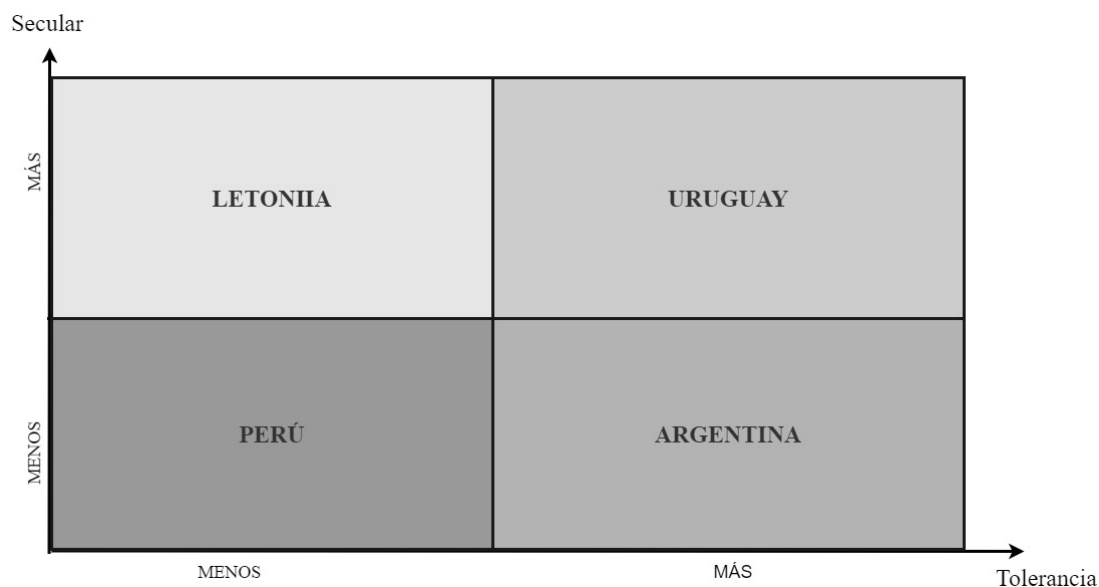 Secular
MÁS
LETONIIA
URUGUAY
MENOS
PERÚ
ARGENTINA
MENOS
MÁS
Tolerancia